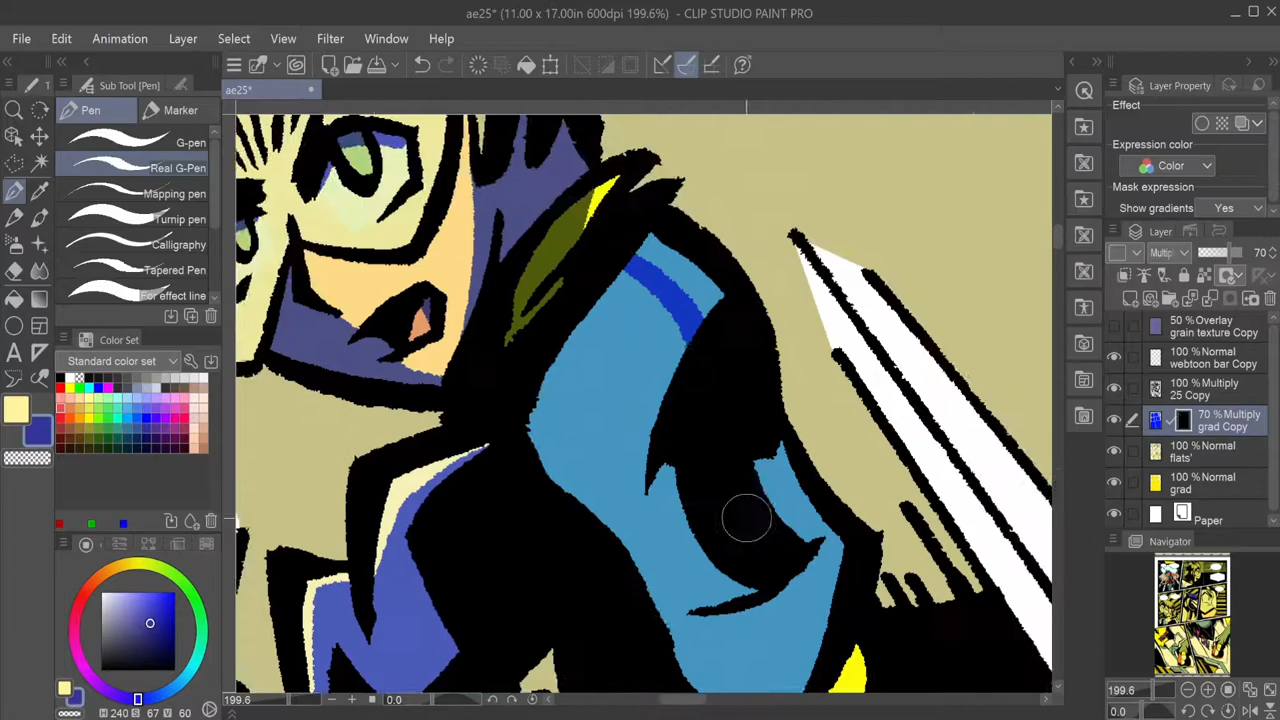 ae25* (11.00 x 17.00in 600dpi 199.6%) - CLIP STUDIO PAINT PRO
File Edit Animation Layer Select View Filter Window Help
1 Sub Tool [Pen]
ae25*
Layer Property
Pen Marker
G-pen
Real G-Pen
Mapping pen
Turnip pen
Calligraphy
Tapered Pen
For effect line
Color Set
Standard color set
H 240 S 67 V 60
199.6
0.0
Effect
Expression color
Color
Mask expression
Show gradients Yes
Layer
Multipl 70
50 % Overlay
grain texture Copy
100 % Normal
webtoon bar Copy
100 % Multiply
25 Copy
70 % Multiply
grad Copy
100 % Normal
flats'
100 % Normal
grad
Paper
Navigator
199.6
0.0